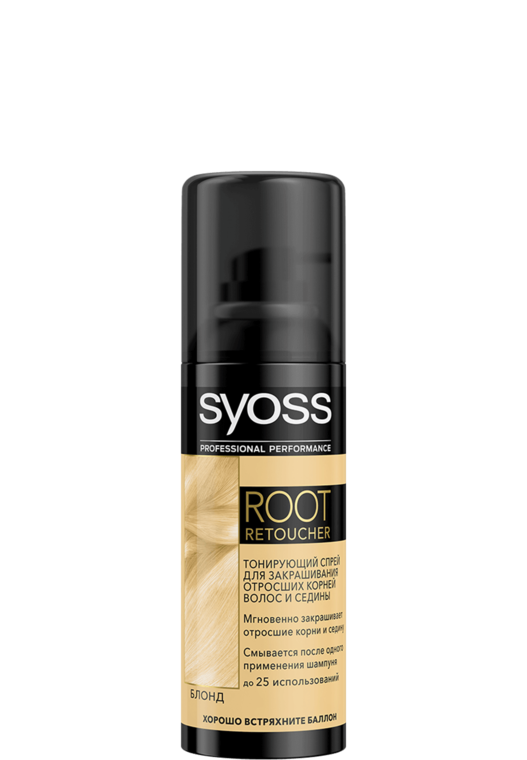 syoss
PROFESSIONAL PERFORMANCE
ROOT
RETOUCHER
ТОНИРУЮЩИЙ СПРЕЙ
ДЛЯ ЗАКРАШИВАНИЯ
ОТРОСШИХ КОРНЕЙ
ВОЛОС И СЕДИНЫ
Мгновенно закрашивает
отросшие корни и седину
Смывается после одного
применения шампуня
до 25 использований
БЛОНД
ХОРОШО ВСТРЯХНИТЕ БАЛЛОН